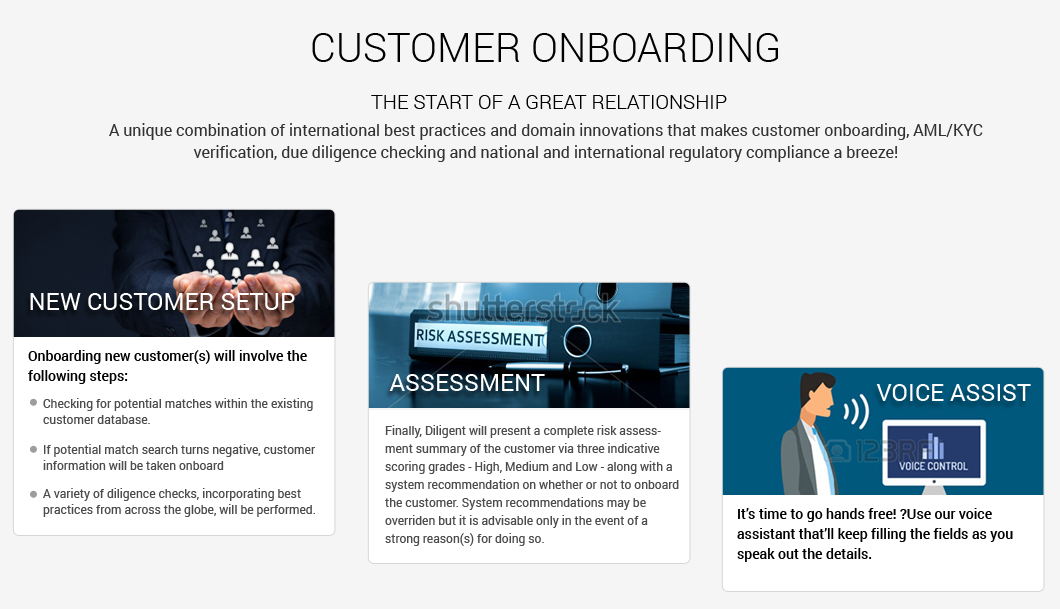 CUSTOMER ONBOARDING
THE START OF A GREAT RELATIONSHIP
A unique combination of international best practices and domain innovations that makes customer onboarding, AML/KYC
verification, due diligence checking and national and international regulatory compliance a breeze!
NEW CUSTOMER SETUP
Onboarding new customer(s) will involve the
following steps:
Checking for potential matches within the existing
customer database.
If potential match search turns negative, customer
information will be taken onboard
A variety of diligence checks, incorporating best
practices from across the globe, will be performed.
shutterstock
RISK ASSESSMENT
ASSESSMENT
Finally, Diligent will present a complete risk assess-
ment summary of the customer via three indicative
scoring grades - High, Medium and Low - along with a
system recommendation on whether or not to onboard
the customer. System recommendations may be
overriden but it is advisable only in the event of a
strong reason(s) for doing so.
VOICE ASSIST
VOICE CONTROL
It's time to go hands free! ?Use our voice
assistant that'll keep filling the fields as you
speak out the details.